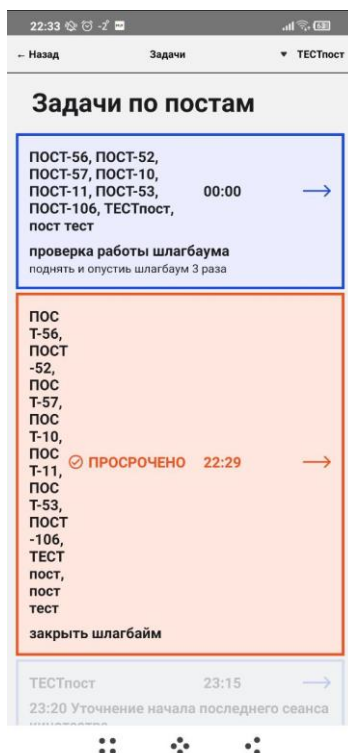 22:33
← Назад Задачи ▼ ТЕСТпост
Задачи по постам
ПОСТ-56, ПОСТ-52,
ПОСТ-57, ПОСТ-10,
ПОСТ-11, ПОСТ-53, 00:00 →
ПОСТ-106, ТЕСТпост,
пост тест
проверка работы шлагбаума
поднять и опустиь шлагбаум 3 раза
ПОС
Т-56,
ПОСТ
-52,
ПОС
Т-57,
ПОС
Т-10,
ПОС
Т-11,
ПРОСРОЧЕНО 22:29 →
ПОС
Т-53,
ПОСТ
-106,
ТЕСТ
пост,
пост
тест
закрыть шлагбайм
ТЕСТпост 23:15 →
23:20 Уточнение начала последнего сеанса